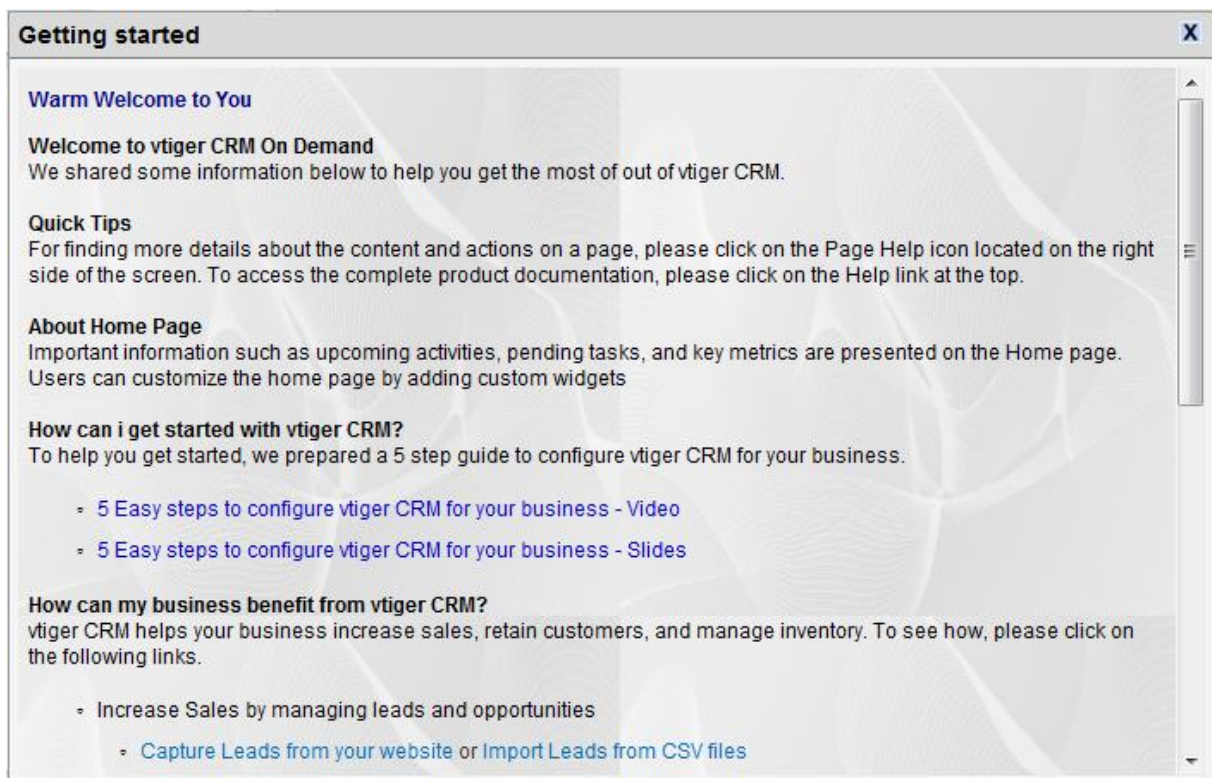 Getting started
X
Warm Welcome to You
Welcome to vtiger CRM On Demand
We shared some information below to help you get the most of out of vtiger CRM.
Quick Tips
For finding more details about the content and actions on a page, please click on the Page Help icon located on the right
side of the screen. To access the complete product documentation, please click on the Help link at the top.
About Home Page
Important information such as upcoming activities, pending tasks, and key metrics are presented on the Home page.
Users can customize the home page by adding custom widgets
How can i get started with vtiger CRM?
To help you get started, we prepared a 5 step guide to configure vtiger CRM for your business.
5 Easy steps to configure vtiger CRM for your business - Video
5 Easy steps to configure vtiger CRM for your business - Slides
How can my business benefit from vtiger CRM?
vtiger CRM helps your business increase sales, retain customers, and manage inventory. To see how, please click on
the following links.
Increase Sales by managing leads and opportunities
Capture Leads from your website or Import Leads from CSV files